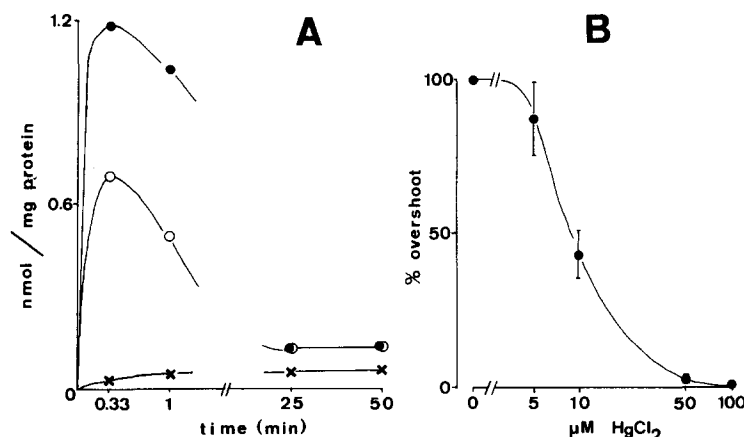 A
1.2
0.6
0
nmol / mg protein
0.33 1 25 50
time (min)
B
100
50
0
% overshoot
0 5 10 50 100
µM HgCl2